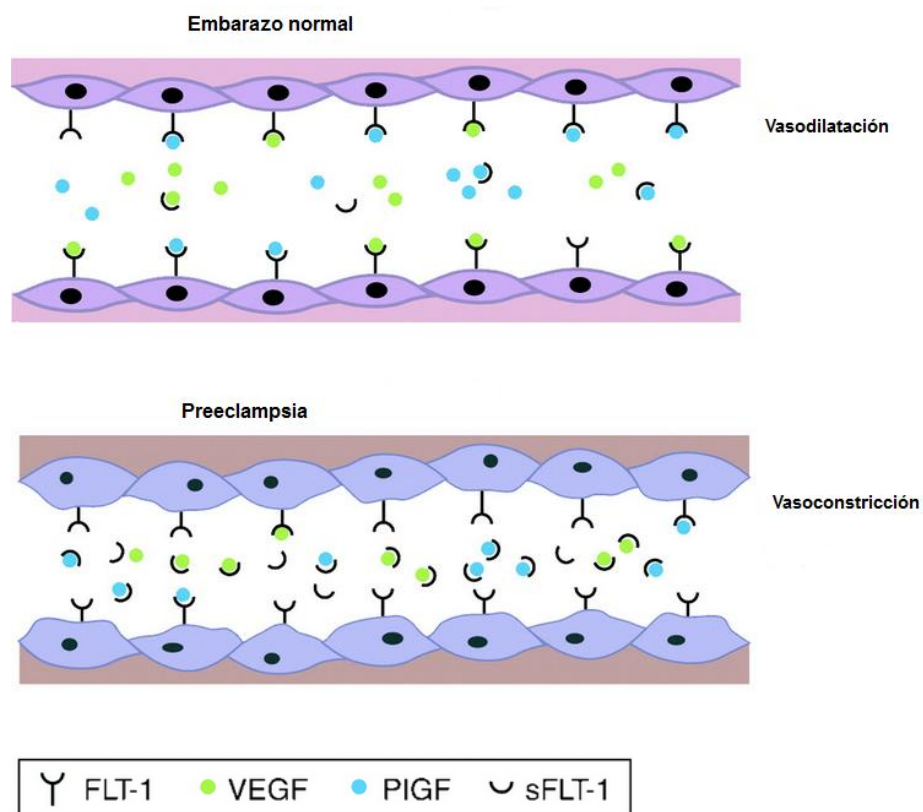 Embarazo normal
Vasodilatación
Preeclampsia
Vasoconstricción
FLT-1 VEGF PIGF sFLT-1